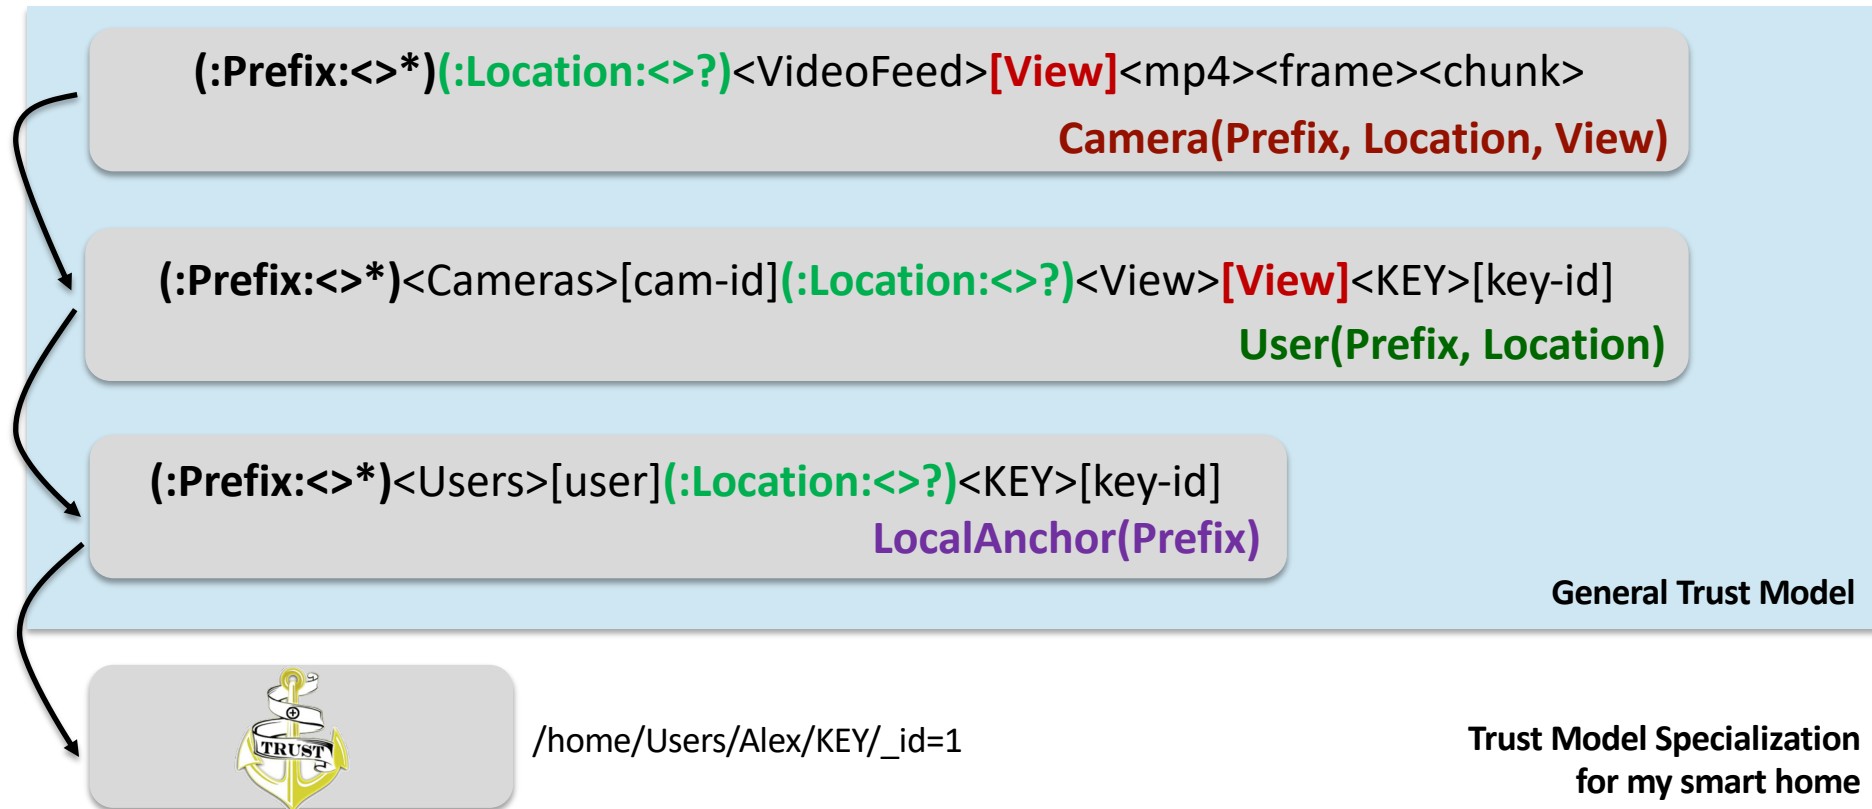 (:Prefix:<>*)(:Location:<>?)<VideoFeed>[View]<mp4><frame><chunk>
Camera(Prefix, Location, View)
(:Prefix:<>*)<Cameras>[cam-id](:Location:<>?)<View>[View]<KEY>[key-id]
User(Prefix, Location)
(:Prefix:<>*)<Users>[user](:Location:<>?)<KEY>[key-id]
LocalAnchor(Prefix)
General Trust Model
TRUST
/home/Users/Alex/KEY/_id=1
Trust Model Specialization
for my smart home